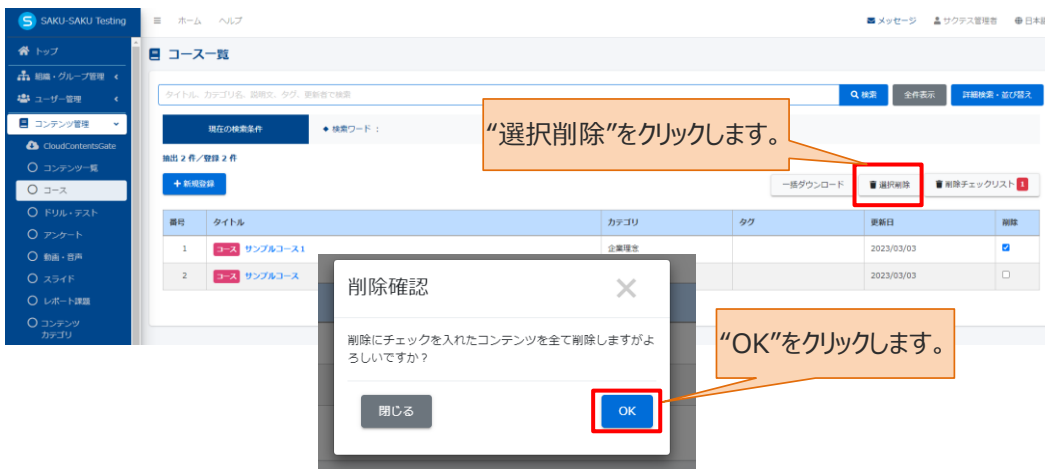 S SAKU-SAKU Testing
ホーム ヘルプ
メッセージ サクテス管理者 日本語
トップ
コース一覧
組織・グループ管理
ユーザー管理
コンテンツ管理
CloudContentsGate
コンテンツ一覧
コース
ドリル・テスト
アンケート
動画・音声
スライド
レポート課題
コンテンツ
カテゴリ
タイトル、カテゴリ名、説明文、タグ、更新者で検索
検索 全件表示 詳細検索・並び替え
現在の検索条件 ◆ 検索ワード :
抽出 2 件／登録 2 件
+ 新規登録
一括ダウンロード 選択削除 削除チェックリスト 1
番号 タイトル カテゴリ タグ 更新日 削除
1 コース サンプルコース1 企業理念 2023/03/03
2 コース サンプルコース 2023/03/03
“選択削除”をクリックします。
削除確認
削除にチェックを入れたコンテンツを全て削除しますがよ
ろしいですか？
閉じる OK
“OK”をクリックします。